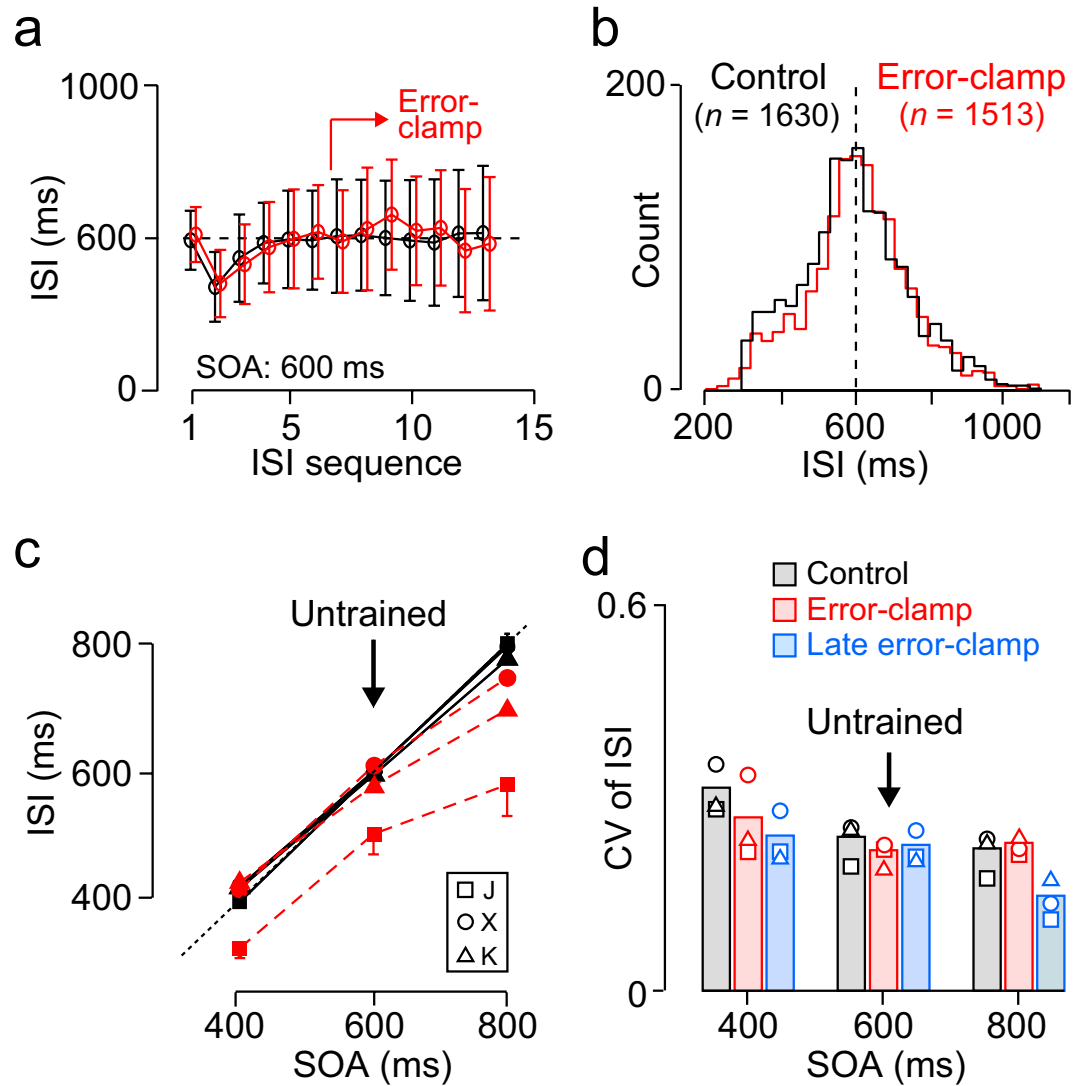 a
1000
600
0
ISI (ms)
Error-
clamp
SOA: 600 ms
1
5
10
15
ISI sequence
b
200
0
Count
Control
(n = 1630)
Error-clamp
(n = 1513)
200
600
1000
ISI (ms)
c
Untrained
800
600
400
ISI (ms)
J
X
K
400
600
800
SOA (ms)
d
Control
Error-clamp
Late error-clamp
0.6
0
CV of ISI
Untrained
400
600
800
SOA (ms)